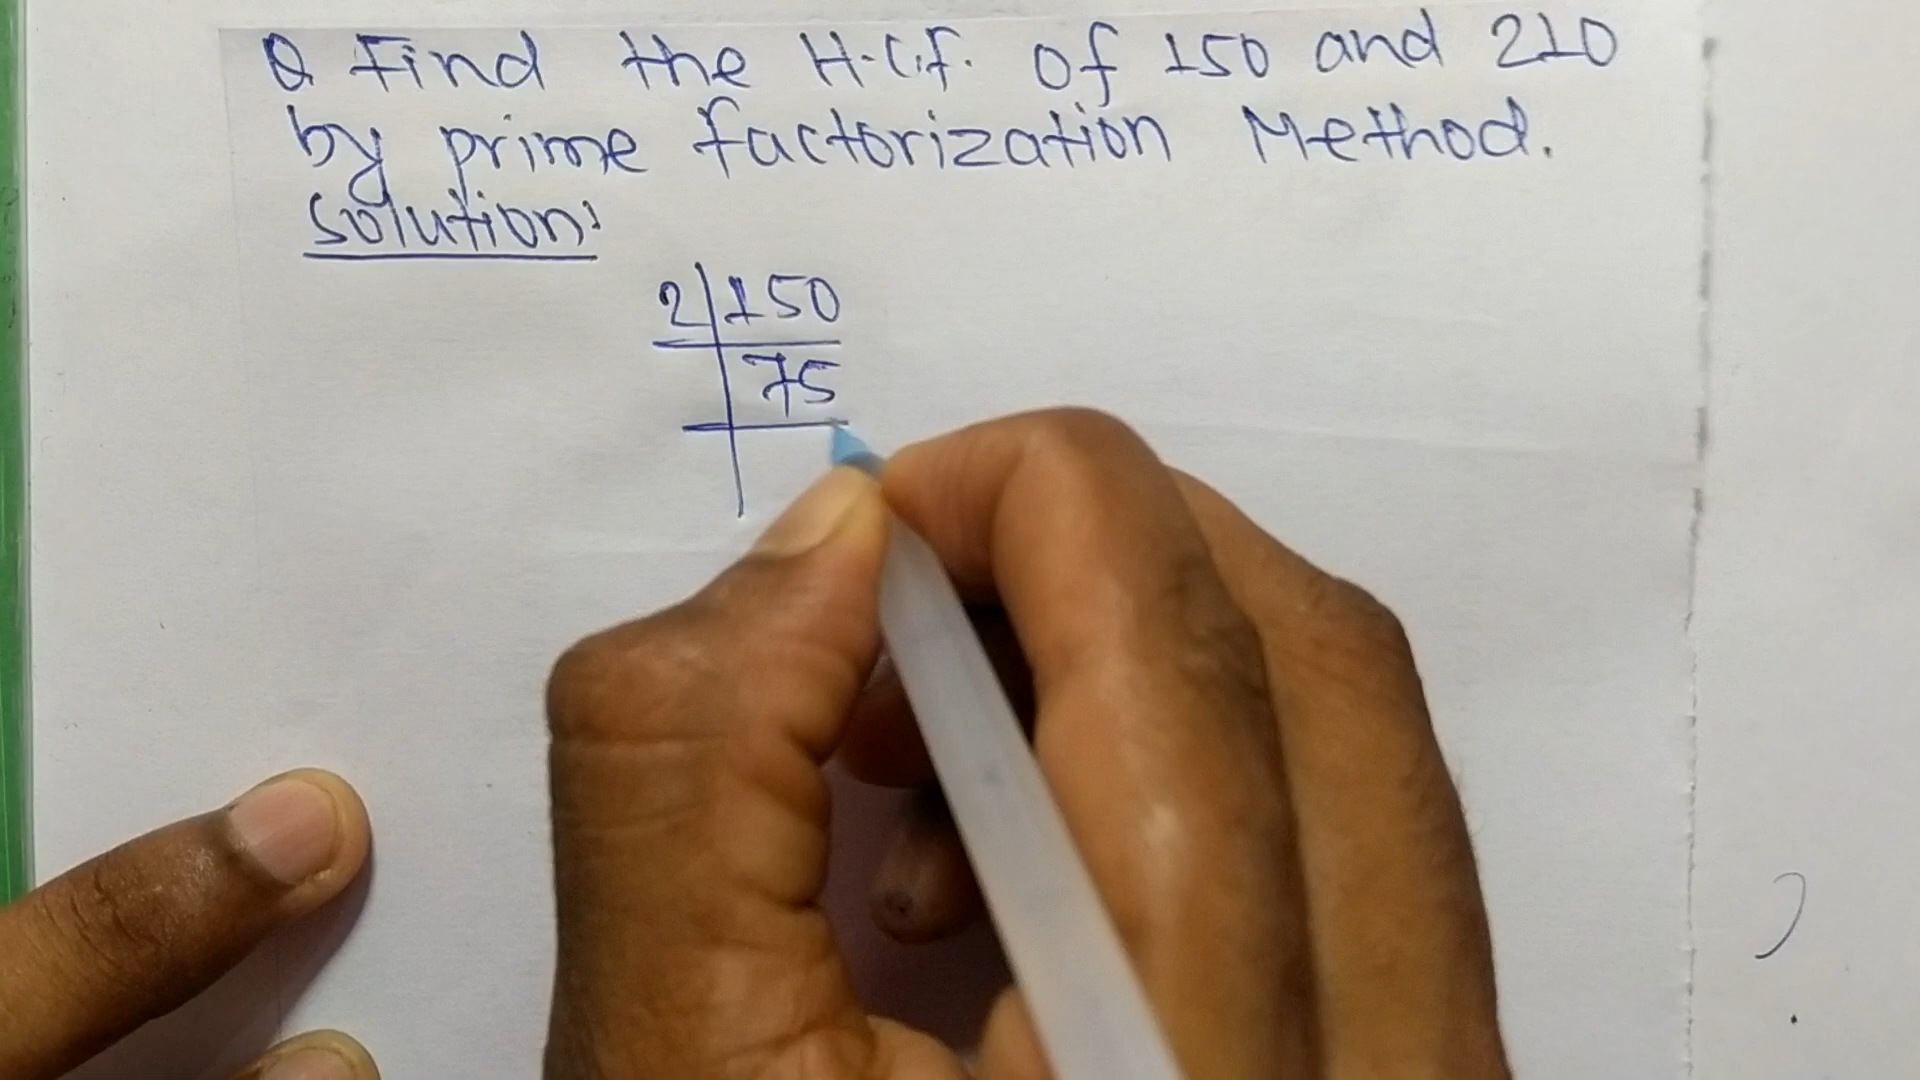 Q Find the H.C.F. of 150 and 210
by prime factorization Method.
Solution:
2 150
75